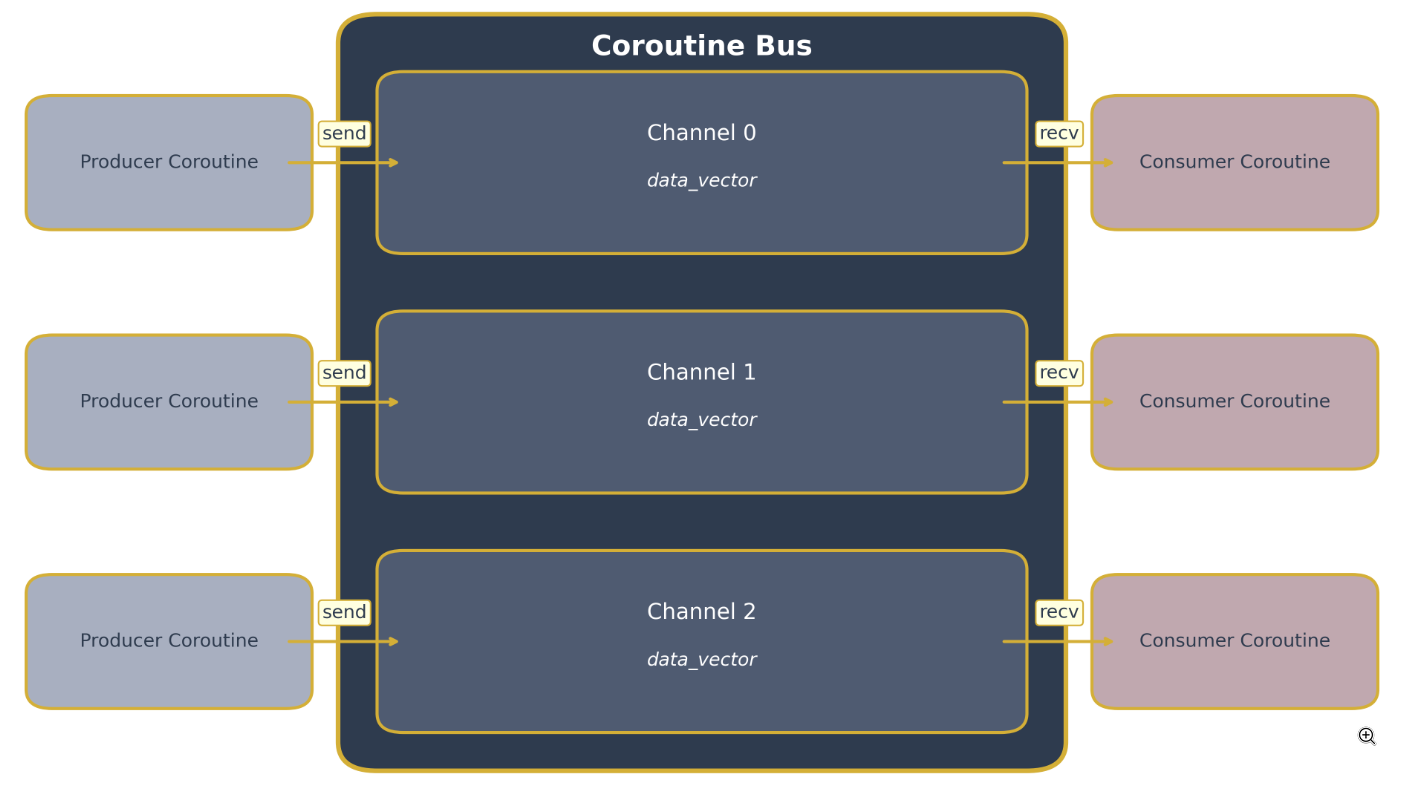 Coroutine Bus
send
Channel 0
recv
Producer Coroutine
data_vector
Consumer Coroutine
send
Channel 1
recv
Producer Coroutine
data_vector
Consumer Coroutine
send
Channel 2
recv
Producer Coroutine
data_vector
Consumer Coroutine